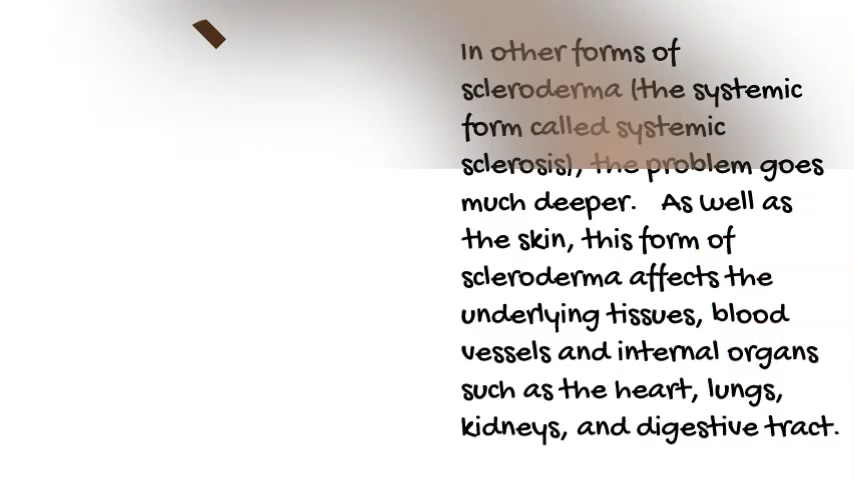 In other forms of
scleroderma (the systemic
form called systemic
sclerosis), the problem goes
much deeper. As well as
the skin, this form of
scleroderma affects the
underlying tissues, blood
vessels and internal organs
such as the heart, lungs,
kidneys, and digestive tract.